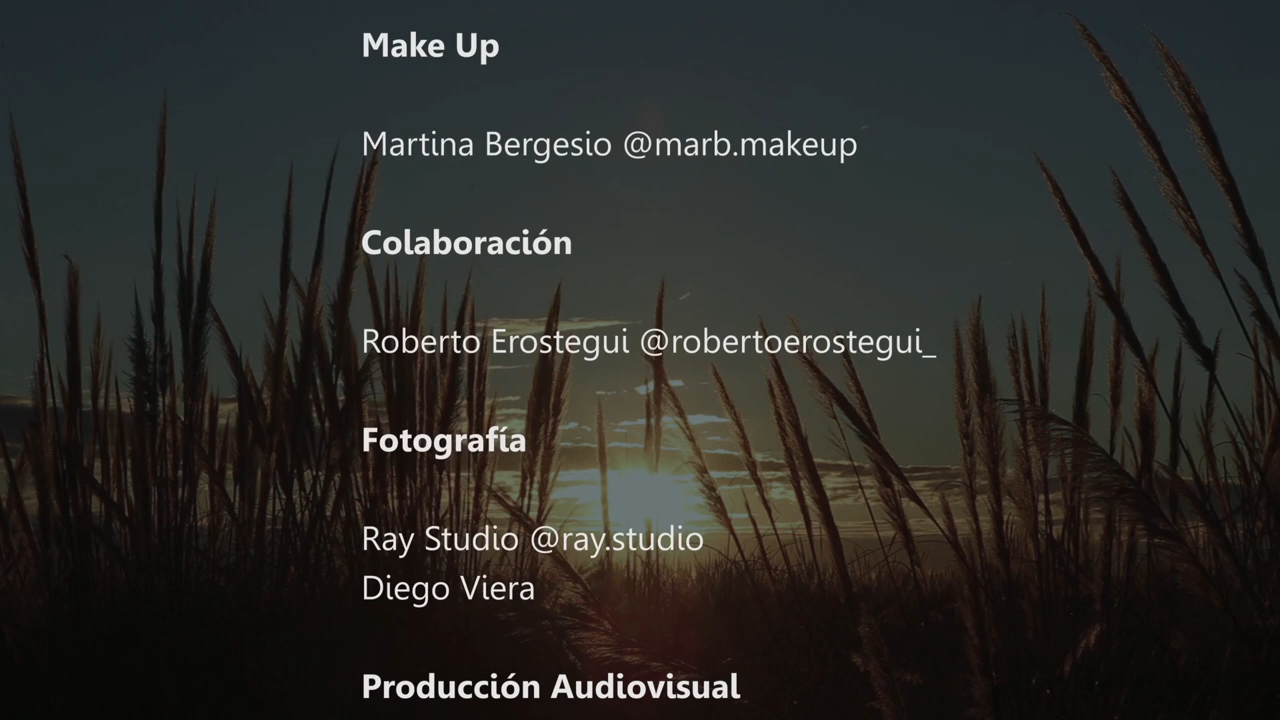 Make Up
Martina Bergesio @marb.makeup
Colaboración
Roberto Erostegui @robertoerostegui_
Fotografía
Ray Studio @ray.studio
Diego Viera
Producción Audiovisual